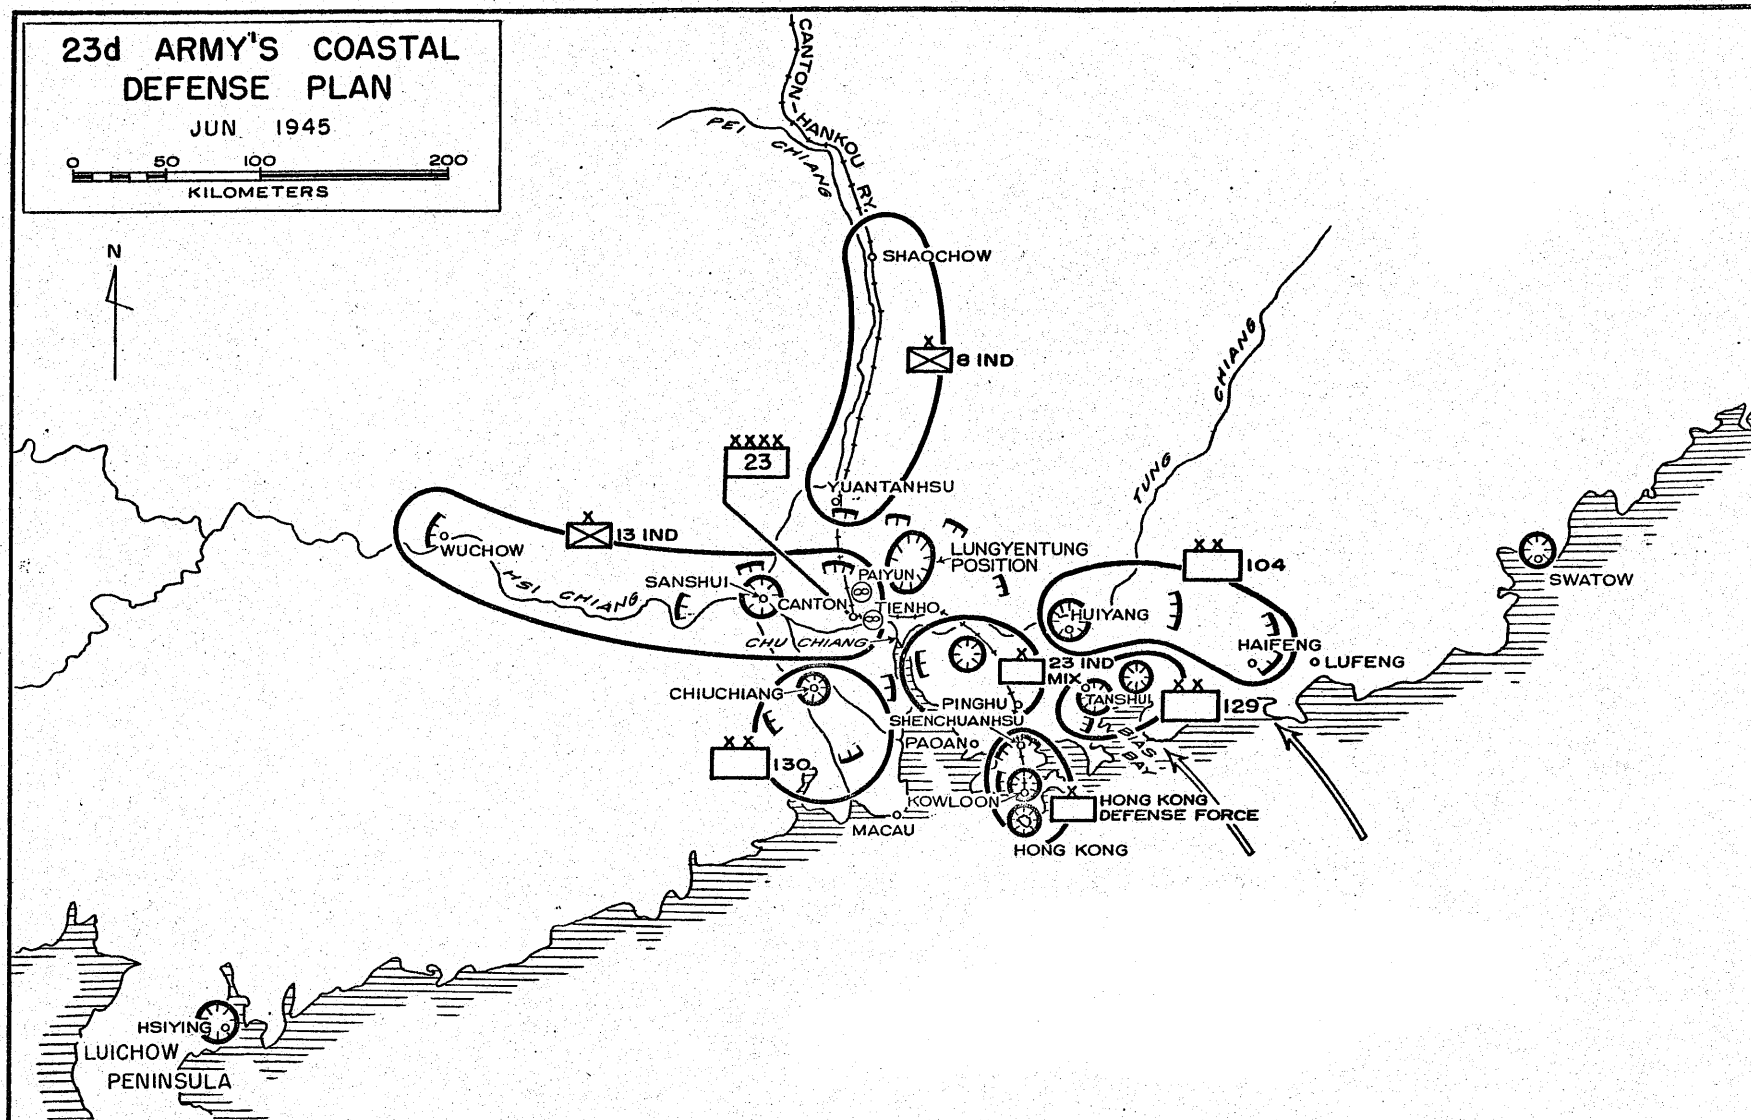 23d ARMY'S COASTAL
DEFENSE PLAN
JUN 1945
0 50 100 200
KILOMETERS
N
CANTON-HANKOU RY.
PEI CHIANG
SHAOCHOW
X
8 IND
TUNG CHIANG
XXXX
23
YUANTANHSU
X
13 IND
WUCHOW
HSI CHIANG
SANSHUI
CANTON
PAIYUN
TIENHO
LUNGYENTUNG
POSITION
XX
104
SWATOW
HUIYANG
HAIFENG
LUFENG
CHU CHIANG
X
23 IND
MIX
CHIUCHIANG
PINGHU
TANSHUI
XX
129
SHENCHUANHSU
PAOAN
BIAS
BAY
XX
130
KOWLOON
X
HONG KONG
DEFENSE FORCE
MACAU
HONG KONG
HSIYING
LUICHOW
PENINSULA